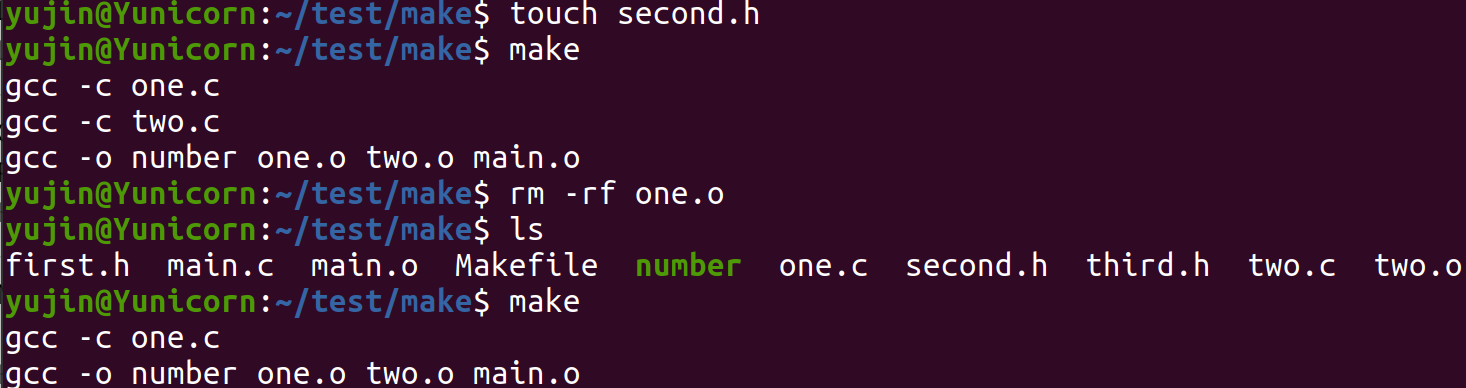 yujin@Yunicorn:~/test/make$ touch second.h
yujin@Yunicorn:~/test/make$ make
gcc -c one.c
gcc -c two.c
gcc -o number one.o two.o main.o
yujin@Yunicorn:~/test/make$ rm -rf one.o
yujin@Yunicorn:~/test/make$ ls
first.h  main.c  main.o  Makefile  number  one.c  second.h  third.h  two.c  two.o
yujin@Yunicorn:~/test/make$ make
gcc -c one.c
gcc -o number one.o two.o main.o